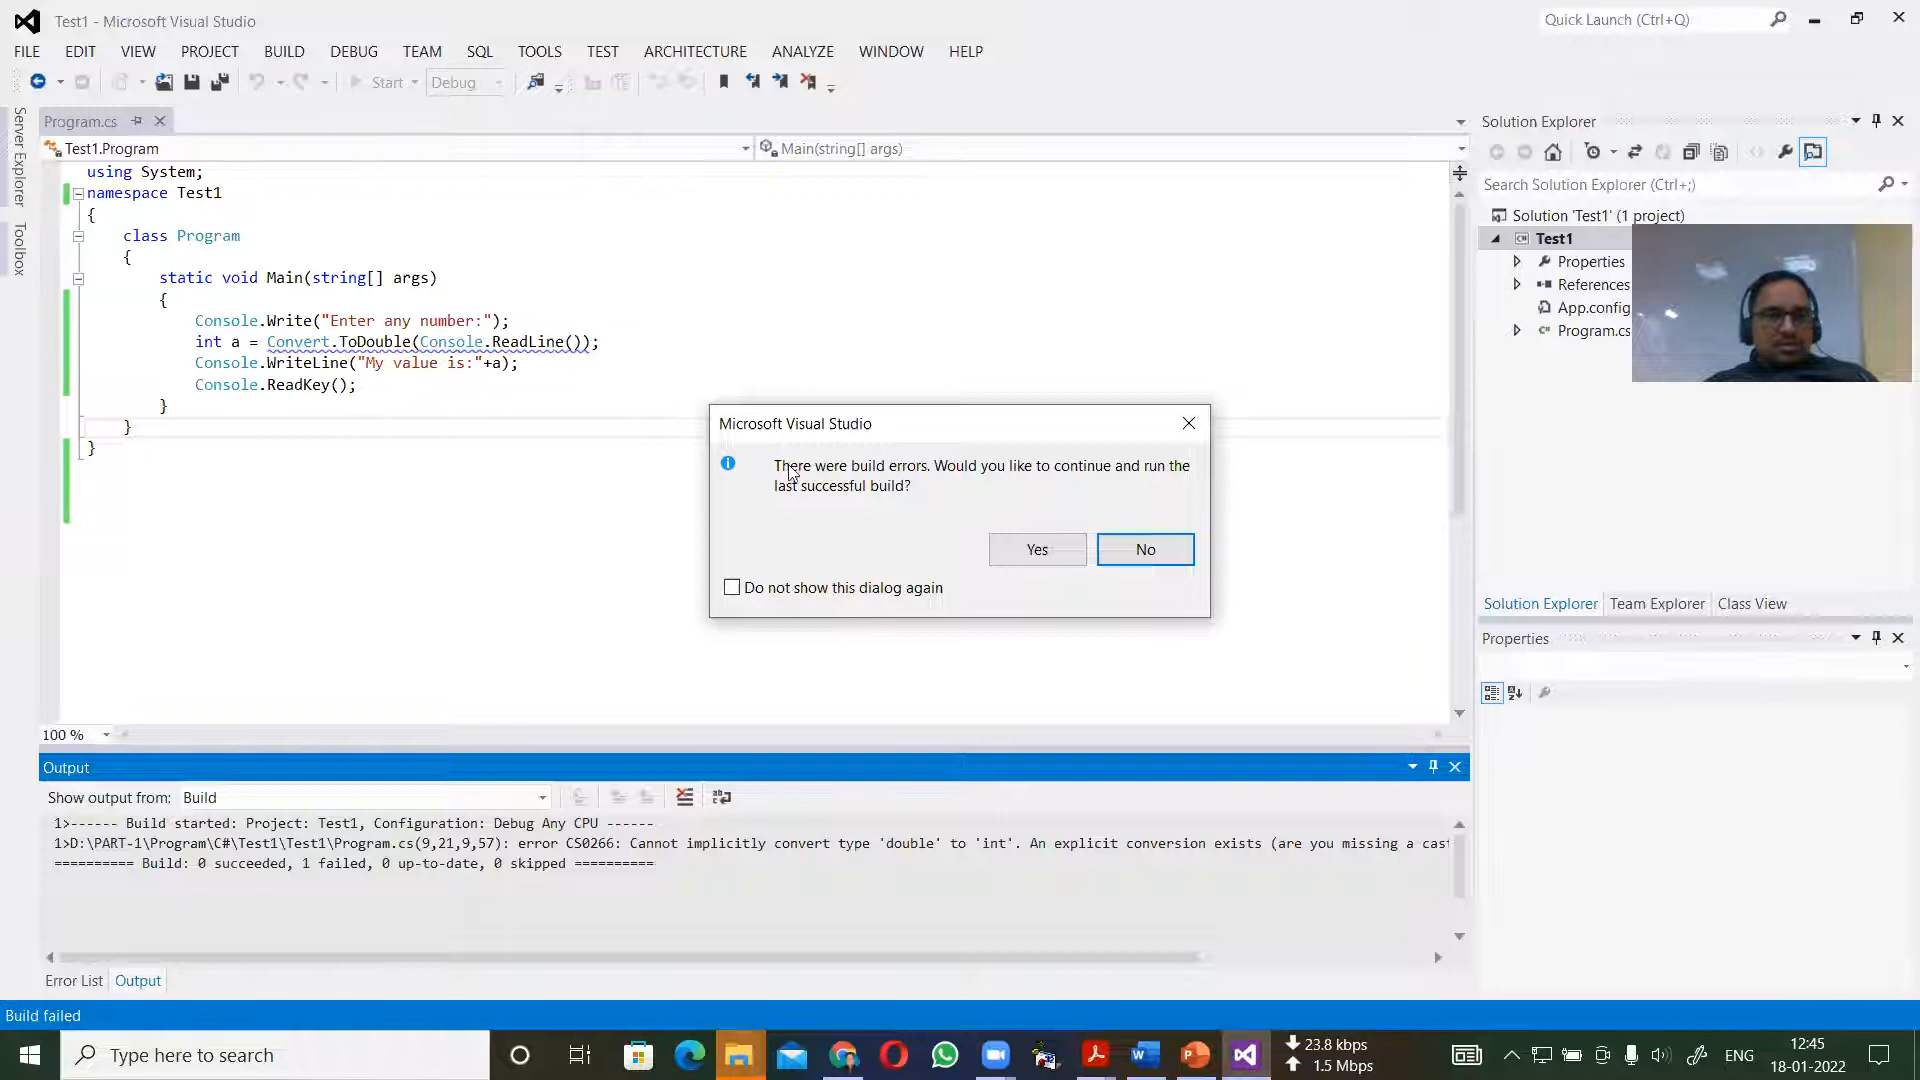 Test1 - Microsoft Visual Studio
Quick Launch (Ctrl+Q)
FILE EDIT VIEW PROJECT BUILD DEBUG TEAM SQL TOOLS TEST ARCHITECTURE ANALYZE WINDOW HELP
Start Debug
Server Explorer
Toolbox
Program.cs
Test1.Program
Main(string[] args)
using System;
namespace Test1
{
class Program
{
static void Main(string[] args)
{
Console.Write("Enter any number:");
int a = Convert.ToDouble(Console.ReadLine());
Console.WriteLine("My value is:"+a);
Console.ReadKey();
}
}
}
Microsoft Visual Studio
There were build errors. Would you like to continue and run the
last successful build?
Yes No
Do not show this dialog again
Solution Explorer
Search Solution Explorer (Ctrl+;)
Solution 'Test1' (1 project)
Test1
Properties
References
App.config
Program.cs
Solution Explorer Team Explorer Class View
Properties
100 %
Output
Show output from: Build
1>------ Build started: Project: Test1, Configuration: Debug Any CPU ------
1>D:\PART-1\Program\C#\Test1\Test1\Program.cs(9,21,9,57): error CS0266: Cannot implicitly convert type 'double' to 'int'. An explicit conversion exists (are you missing a cast
========== Build: 0 succeeded, 1 failed, 0 up-to-date, 0 skipped ==========
Error List Output
Build failed
Type here to search
23.8 kbps
1.5 Mbps
ENG
12:45
18-01-2022